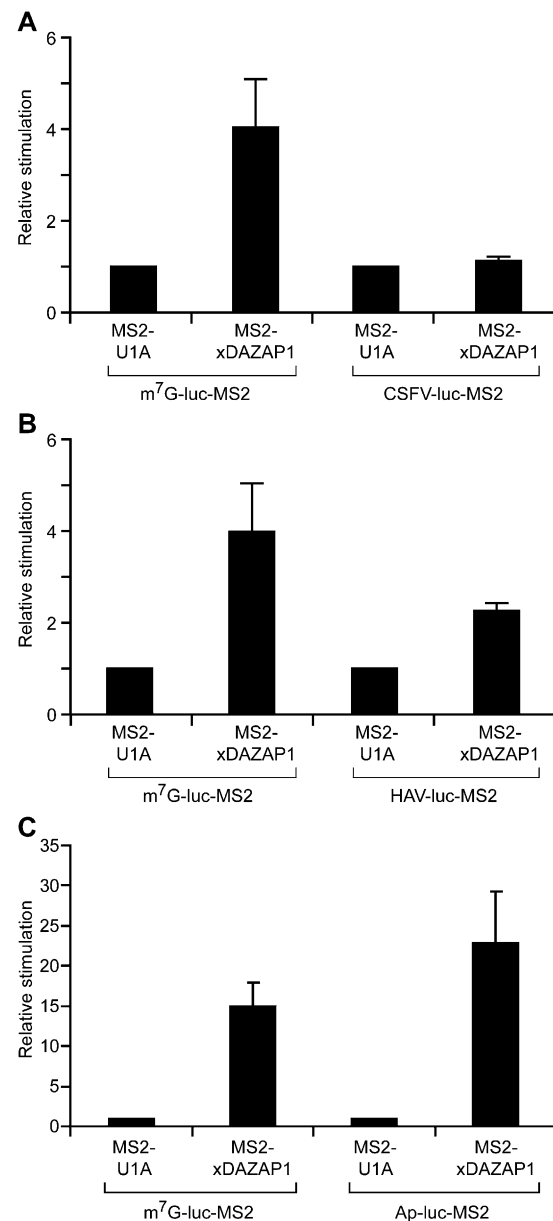 A
Relative stimulation
6
4
2
0
MS2-
U1A
MS2-
xDAZAP1
MS2-
U1A
MS2-
xDAZAP1
m⁷G-luc-MS2
CSFV-luc-MS2
B
Relative stimulation
6
4
2
0
MS2-
U1A
MS2-
xDAZAP1
MS2-
U1A
MS2-
xDAZAP1
m⁷G-luc-MS2
HAV-luc-MS2
C
Relative stimulation
35
30
25
20
15
10
5
0
MS2-
U1A
MS2-
xDAZAP1
MS2-
U1A
MS2-
xDAZAP1
m⁷G-luc-MS2
Ap-luc-MS2